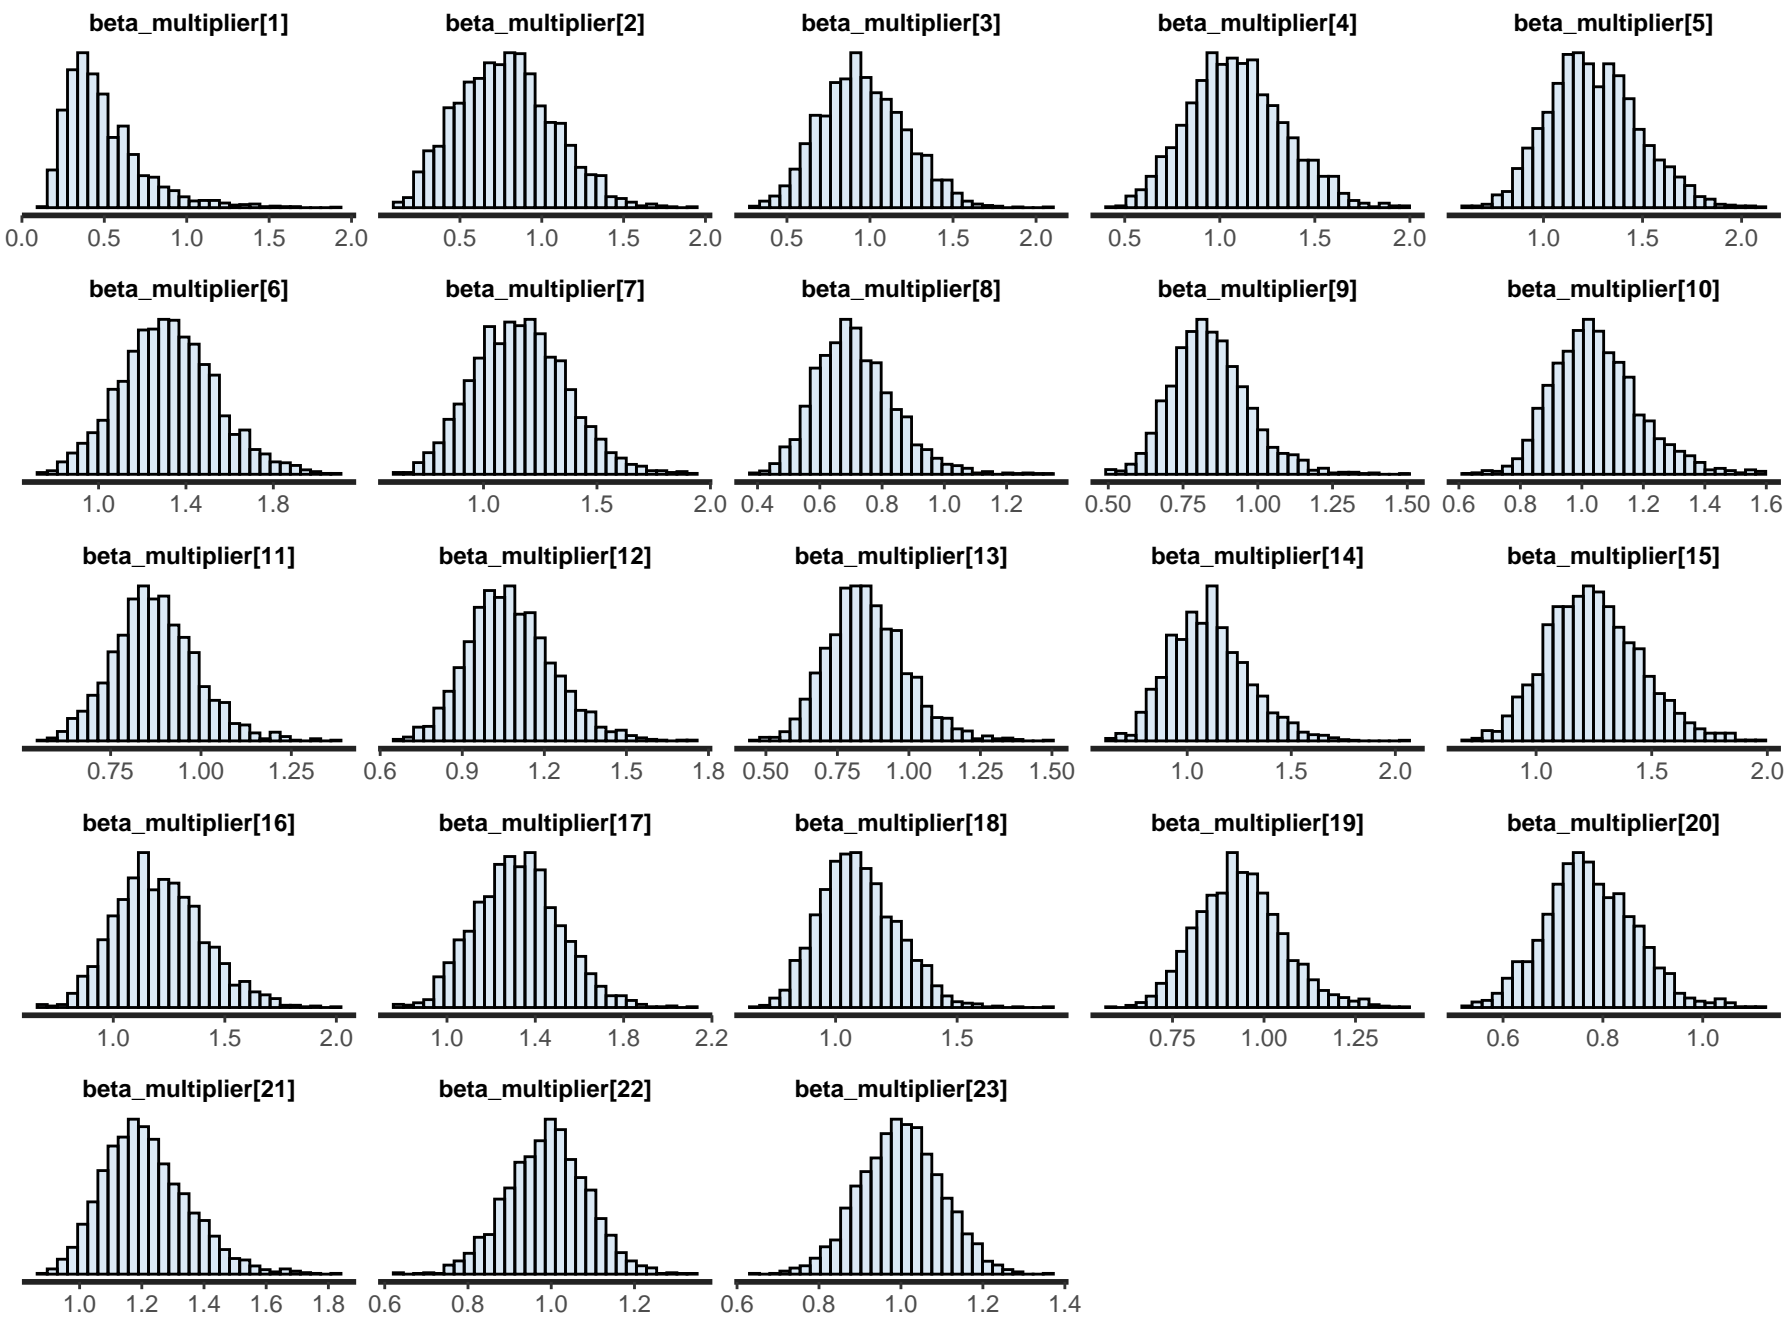 beta_multiplier[1] beta_multiplier[2] beta_multiplier[3] beta_multiplier[4] beta_multiplier[5]
0.0 0.5 1.0 1.5 2.0 0.5 1.0 1.5 2.0 0.5 1.0 1.5 2.0 0.5 1.0 1.5 2.0 1.0 1.5 2.0
beta_multiplier[6] beta_multiplier[7] beta_multiplier[8] beta_multiplier[9] beta_multiplier[10]
1.0 1.4 1.8 1.0 1.5 2.0 0.4 0.6 0.8 1.0 1.2 0.50 0.75 1.00 1.25 1.50 0.6 0.8 1.0 1.2 1.4 1.6
beta_multiplier[11] beta_multiplier[12] beta_multiplier[13] beta_multiplier[14] beta_multiplier[15]
0.75 1.00 1.25 0.6 0.9 1.2 1.5 1.8 0.50 0.75 1.00 1.25 1.50 1.0 1.5 2.0 1.0 1.5 2.0
beta_multiplier[16] beta_multiplier[17] beta_multiplier[18] beta_multiplier[19] beta_multiplier[20]
1.0 1.5 2.0 1.0 1.4 1.8 2.2 1.0 1.5 0.75 1.00 1.25 0.6 0.8 1.0
beta_multiplier[21] beta_multiplier[22] beta_multiplier[23]
1.0 1.2 1.4 1.6 1.8 0.6 0.8 1.0 1.2 0.6 0.8 1.0 1.2 1.4